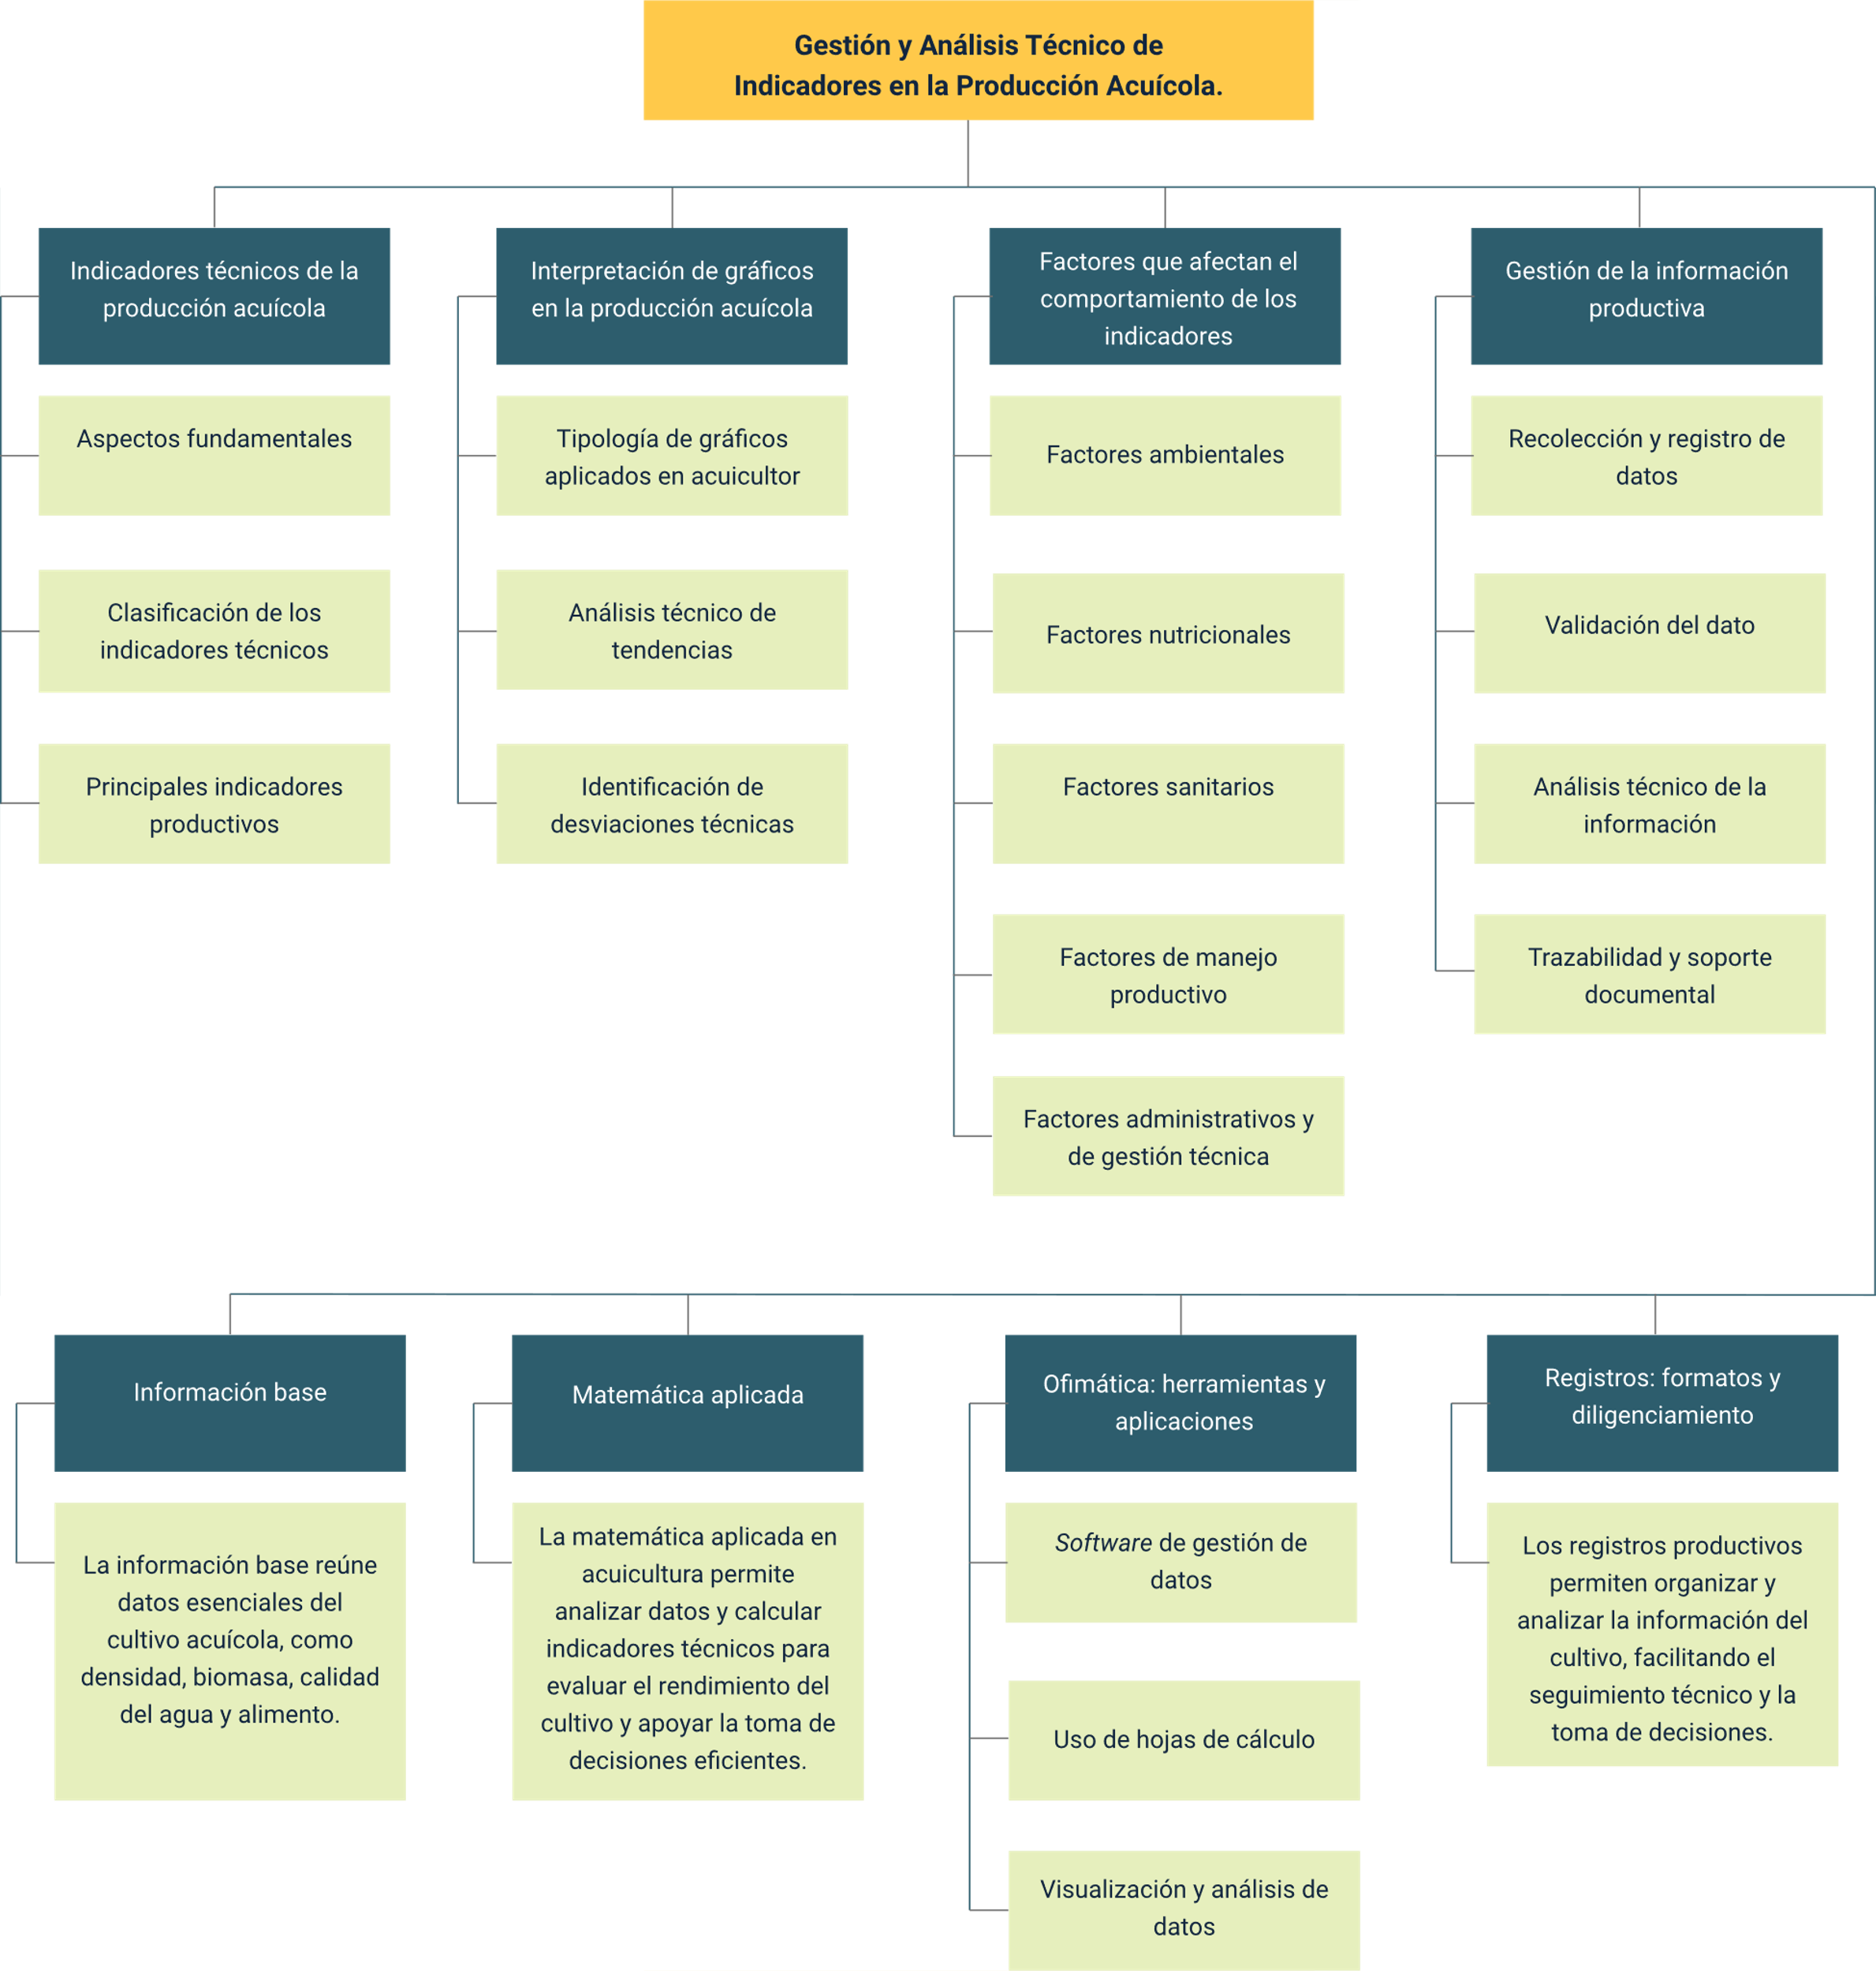 Gestión y Análisis Técnico de
Indicadores en la Producción Acuícola.
Indicadores técnicos de la
producción acuícola
Aspectos fundamentales
Clasificación de los
indicadores técnicos
Principales indicadores
productivos
Interpretación de gráficos
en la producción acuícola
Tipología de gráficos
aplicados en acuicultor
Análisis técnico de
tendencias
Identificación de
desviaciones técnicas
Factores que afectan el
comportamiento de los
indicadores
Factores ambientales
Factores nutricionales
Factores sanitarios
Factores de manejo
productivo
Factores administrativos y
de gestión técnica
Gestión de la información
productiva
Recolección y registro de
datos
Validación del dato
Análisis técnico de la
información
Trazabilidad y soporte
documental
Información base
La información base reúne
datos esenciales del
cultivo acuícola, como
densidad, biomasa, calidad
del agua y alimento.
Matemática aplicada
La matemática aplicada en
acuicultura permite
analizar datos y calcular
indicadores técnicos para
evaluar el rendimiento del
cultivo y apoyar la toma de
decisiones eficientes.
Ofimática: herramientas y
aplicaciones
Software de gestión de
datos
Uso de hojas de cálculo
Visualización y análisis de
datos
Registros: formatos y
diligenciamiento
Los registros productivos
permiten organizar y
analizar la información del
cultivo, facilitando el
seguimiento técnico y la
toma de decisiones.